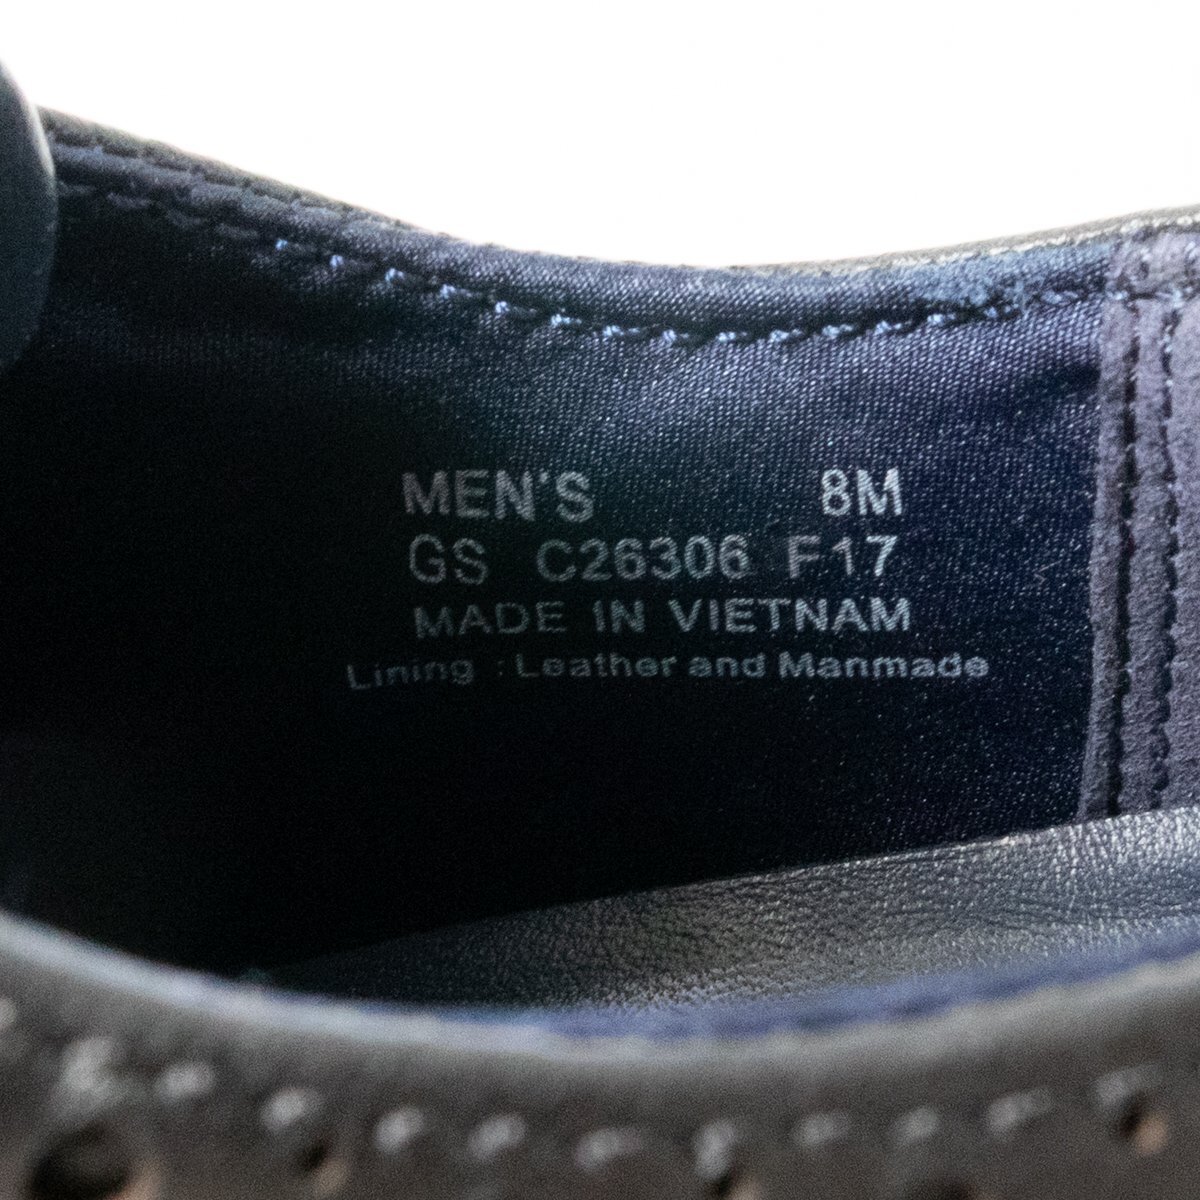 MEN'S 8M
GS C26306 F17
MADE IN VIETNAM
Lining : Leather and Manmade